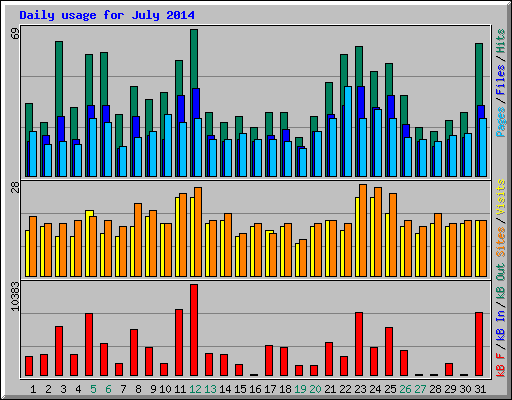 Daily usage for July 2014
69
Pages / Files / Hits
28
Sites / Visits
10383
kB F / kB In / kB Out
1 2 3 4 5 6 7 8 9 10 11 12 13 14 15 16 17 18 19 20 21 22 23 24 25 26 27 28 29 30 31